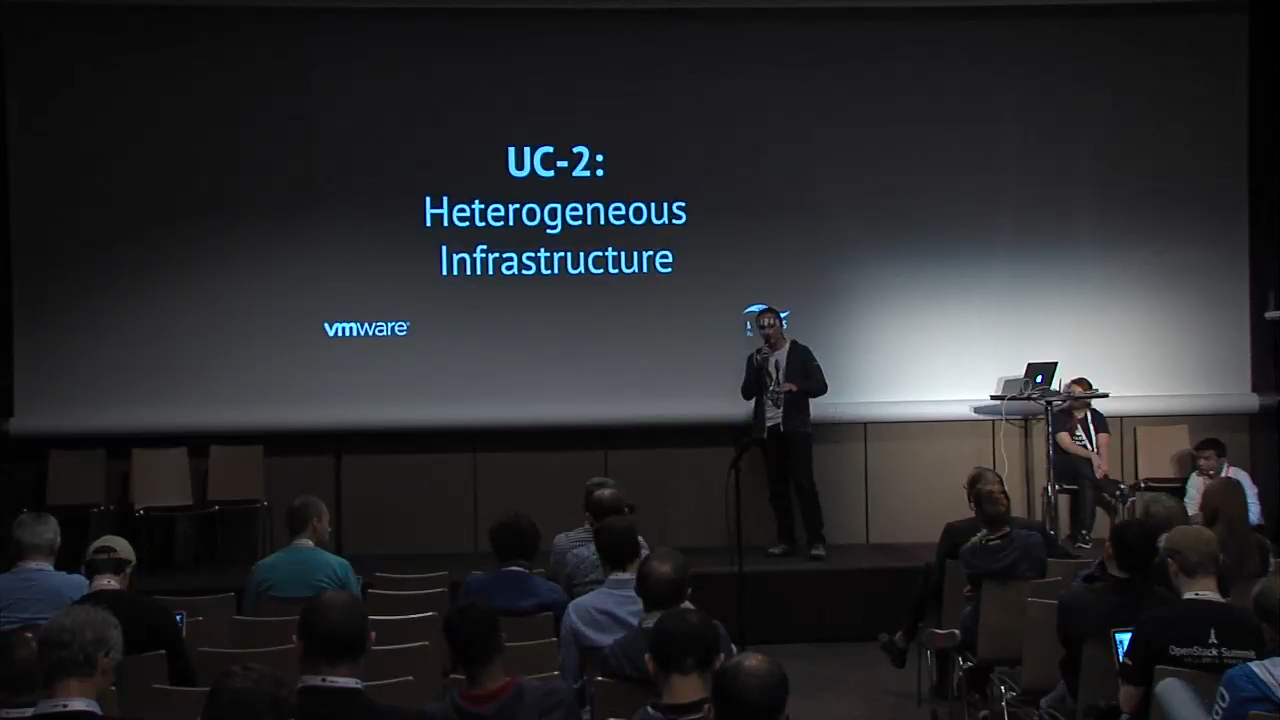 UC-2:
Heterogeneous
Infrastructure
vmware
OpenStack Summit